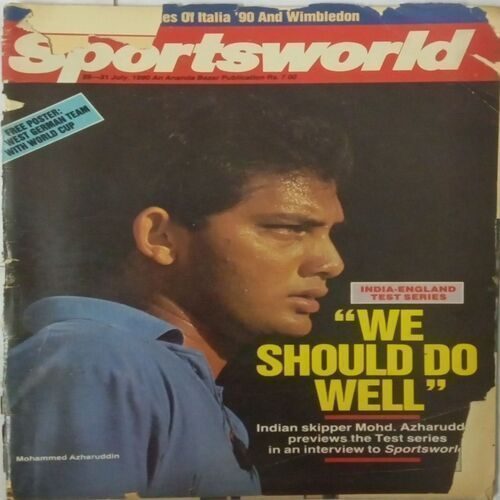 es Of Italia '90 And Wimbledon
Sportsworld
25—31 July, 1990 An Ananda Bazar Publication Rs. 7.00
FREE POSTER:
WEST GERMAN TEAM
WITH WORLD CUP
INDIA-ENGLAND
TEST SERIES
“WE
SHOULD DO
WELL”
Indian skipper Mohd. Azharudd
previews the Test series
in an interview to Sportsworl
Mohammed Azharuddin